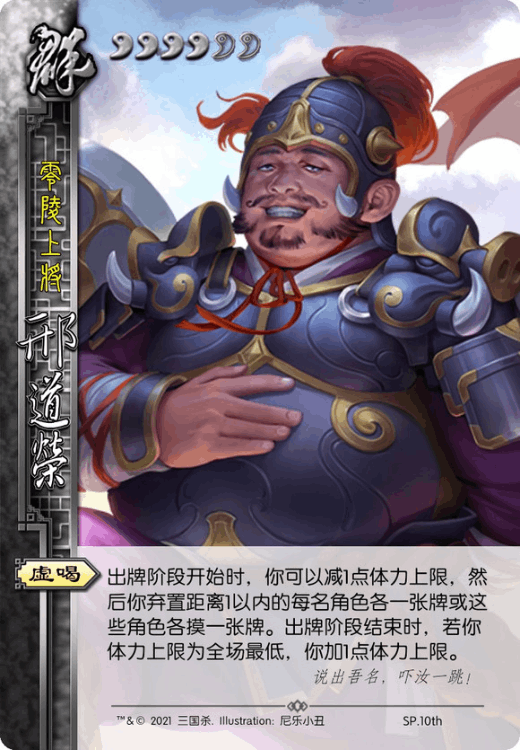 群
零陵上將
邢道榮
虚喝
出牌阶段开始时，你可以减1点体力上限，然
后你弃置距离1以内的每名角色各一张牌或这
些角色各摸一张牌。出牌阶段结束时，若你
体力上限为全场最低，你加1点体力上限。
说出吾名，吓汝一跳！
™&© 2021 三国杀. Illustration: 尼乐小丑
SP.10th